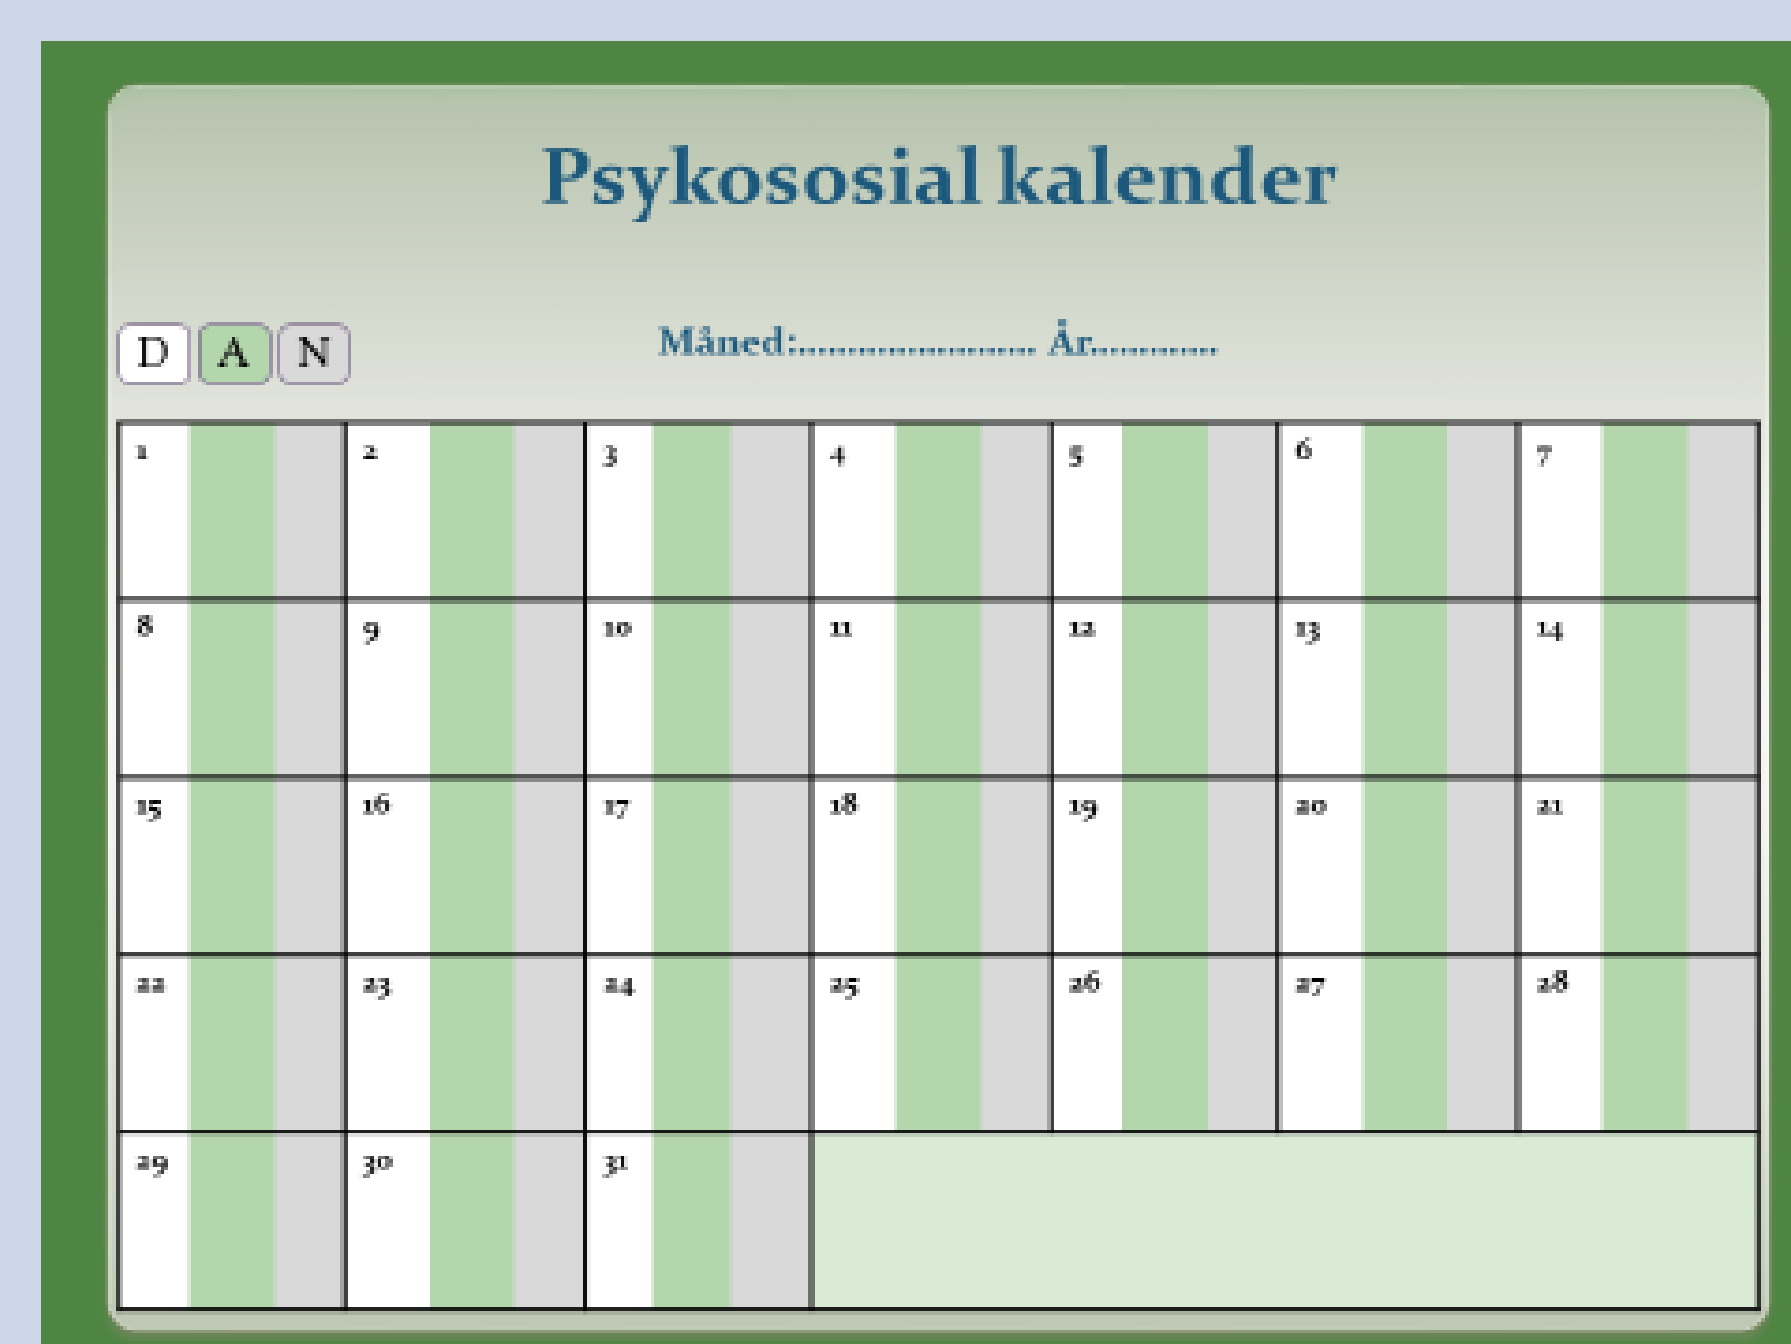 Psykososial kalender
D A N
Måned:........................ År.............
1 2 3 4 5 6 7
8 9 10 11 12 13 14
15 16 17 18 19 20 21
22 23 24 25 26 27 28
29 30 31